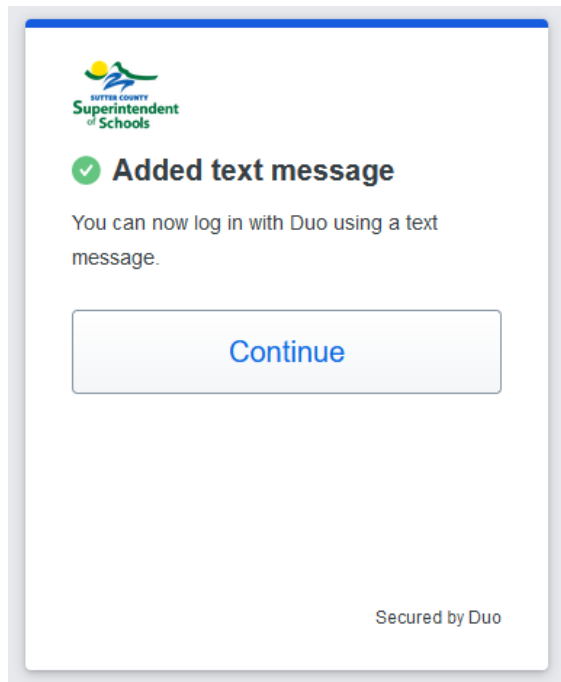 SUTTER COUNTY
Superintendent
of Schools
Added text message
You can now log in with Duo using a text
message.
Continue
Secured by Duo